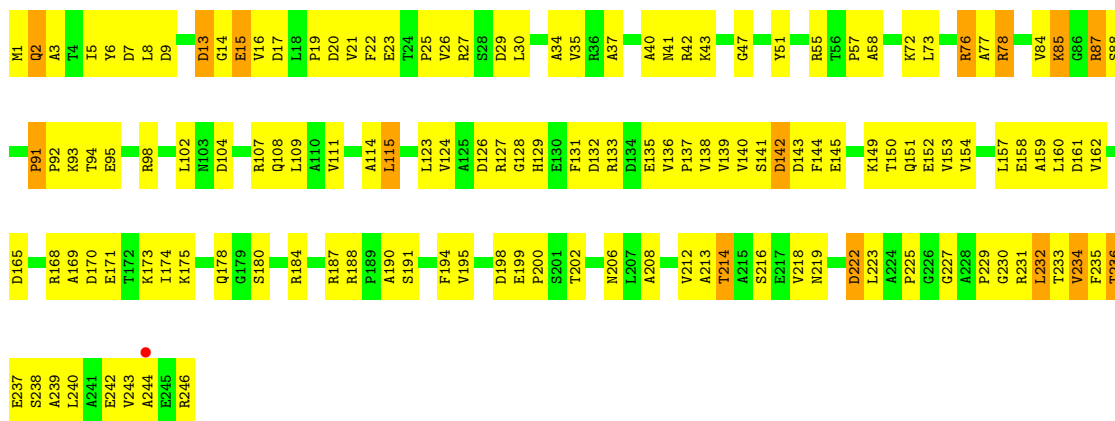 M1 Q2 A3 T4 I5 Y6 D7 L8 D9 D13 G14 E15 V16 D17 L18 P19 D20 V21 F22 E23 T24 P25 V26 R27 S28 D29 L30 A34 V35 R36 A37 A40 N41 R42 K43 G47 Y51 R55 T56 P57 A58 K72 L73 R76 A77 R78 V84 K85 G86 R87 S88
P91 P92 K93 T94 E95 R98 L102 N103 D104 R107 Q108 L109 A110 V111 A114 L115 L123 V124 A125 D126 R127 G128 H129 E130 F131 D132 R133 D134 E135 V136 P137 V138 V139 V140 S141 D142 D143 F144 E145 K149 T150 Q151 E152 V153 V154 L157 E158 A159 L160 D161 V162
D165 R168 A169 D170 E171 T172 K173 I174 K175 Q178 G179 S180 R184 R187 R188 P189 A190 S191 F194 V195 D198 E199 P200 S201 T202 N206 L207 A208 V212 A213 T214 A215 S216 E217 V218 N219 D222 L223 A224 P225 G226 G227 A228 P229 G230 R231 L232 T233 V234 F235 T236
E237 S238 A239 L240 A241 E242 V243 A244 E245 R246